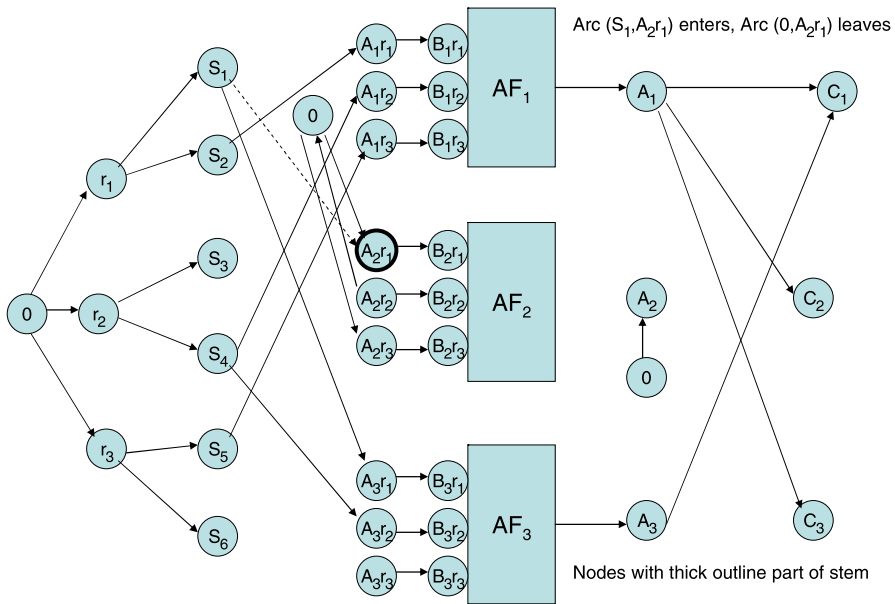 Arc (S₁,A₂r₁) enters, Arc (0,A₂r₁) leaves
S₁
A₁r₁ B₁r₁
A₁r₂ B₁r₂ AF₁ A₁ C₁
0
A₁r₃ B₁r₃
S₂
r₁
A₂r₁ B₂r₁
S₃
A₂r₂ B₂r₂ AF₂ A₂ C₂
0 r₂
A₂r₃ B₂r₃
S₄
0
r₃ S₅
A₃r₁ B₃r₁
A₃r₂ B₃r₂ AF₃ A₃ C₃
S₆
A₃r₃ B₃r₃
Nodes with thick outline part of stem